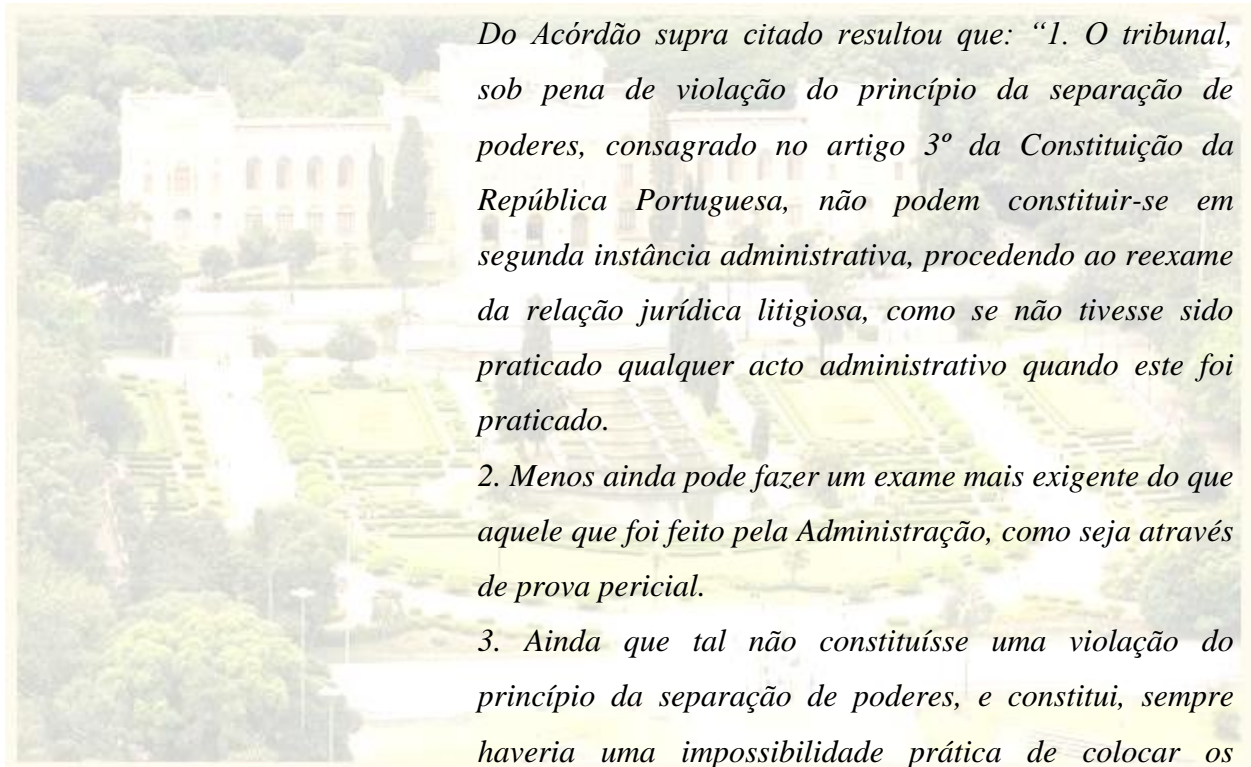 Do Acórdão supra citado resultou que: “1. O tribunal,
sob pena de violação do princípio da separação de
poderes, consagrado no artigo 3º da Constituição da
República Portuguesa, não podem constituir-se em
segunda instância administrativa, procedendo ao reexame
da relação jurídica litigiosa, como se não tivesse sido
praticado qualquer acto administrativo quando este foi
praticado.
2. Menos ainda pode fazer um exame mais exigente do que
aquele que foi feito pela Administração, como seja através
de prova pericial.
3. Ainda que tal não constituísse uma violação do
princípio da separação de poderes, e constitui, sempre
haveria uma impossibilidade prática de colocar os